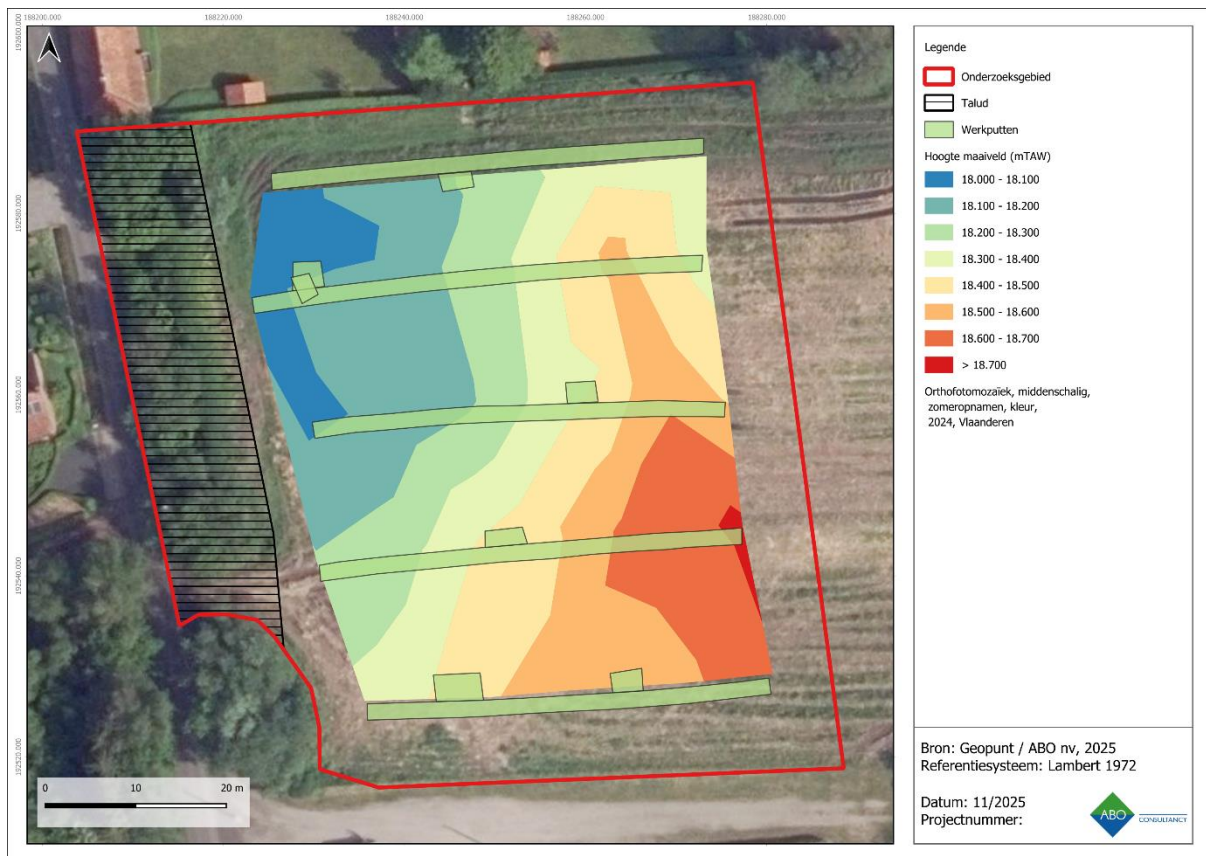 188200.000
188220.000
188240.000
188260.000
188280.000
192600.000
192580.000
192560.000
192540.000
192520.000
0 10 20 m
Legende
Onderzoeksgebied
Talud
Werkputten
Hoogte maaiveld (mTAW)
18.000 - 18.100
18.100 - 18.200
18.200 - 18.300
18.300 - 18.400
18.400 - 18.500
18.500 - 18.600
18.600 - 18.700
> 18.700
Orthofotomozaïek, middenschalig,
zomeropnamen, kleur,
2024, Vlaanderen
Bron: Geopunt / ABO nv, 2025
Referentiesysteem: Lambert 1972
Datum: 11/2025
Projectnummer:
ABO
CONSULTANCY